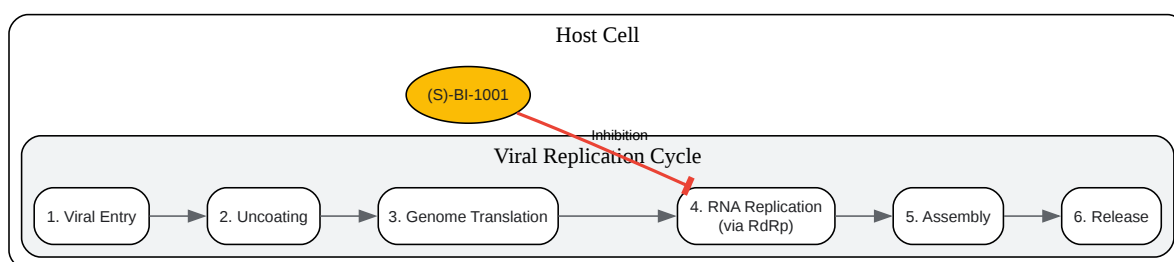 Host Cell
(S)-BI-1001
Inhibition
Viral Replication Cycle
1. Viral Entry
2. Uncoating
3. Genome Translation
4. RNA Replication
(via RdRp)
5. Assembly
6. Release